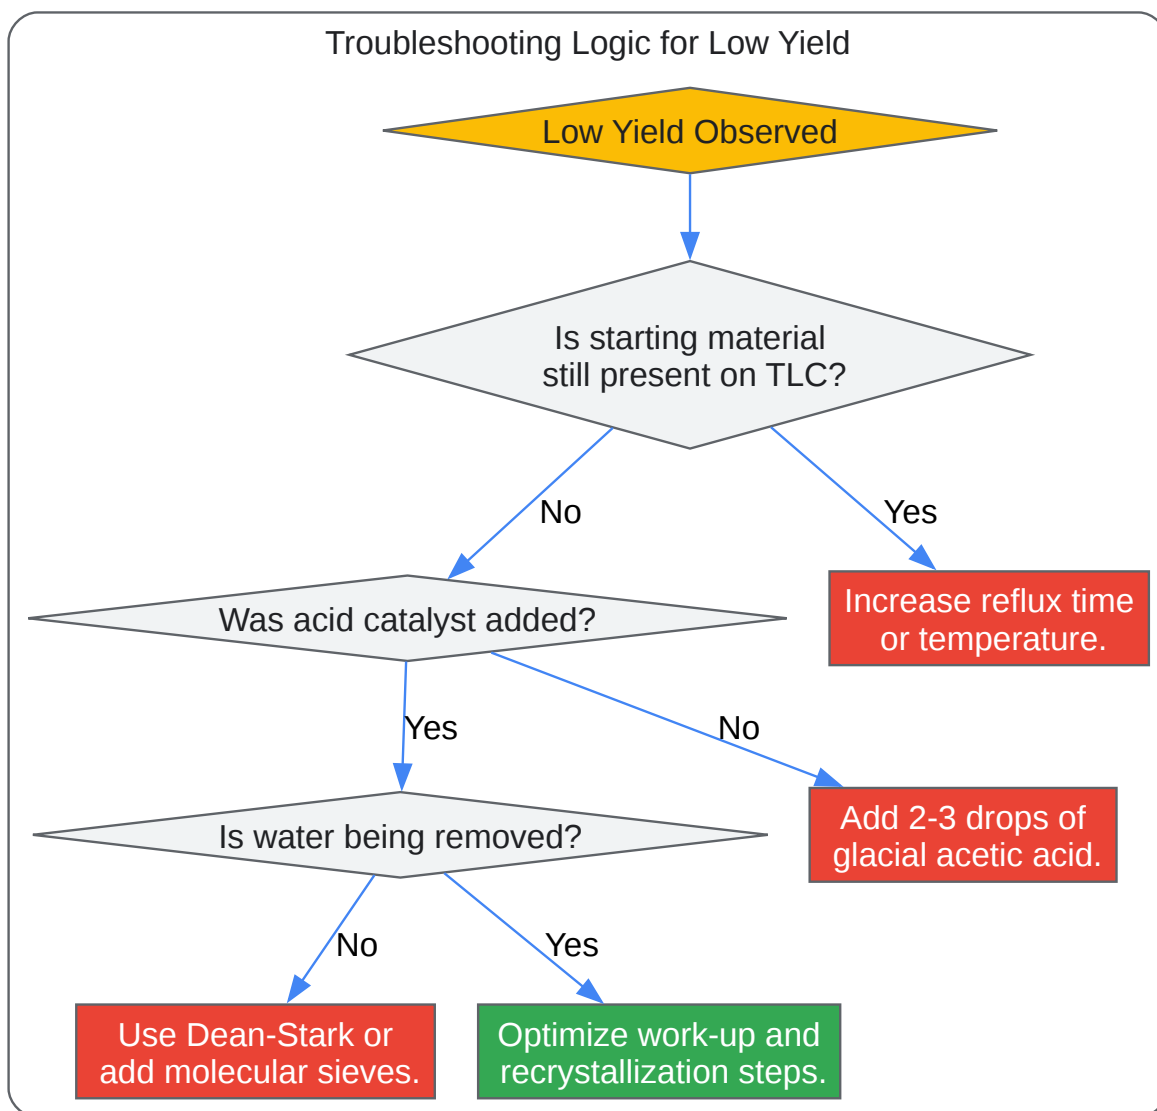 Troubleshooting Logic for Low Yield
Low Yield Observed
Is starting material
still present on TLC?
No
Yes
Was acid catalyst added?
Increase reflux time
or temperature.
Yes
No
Is water being removed?
Add 2-3 drops of
glacial acetic acid.
No
Yes
Use Dean-Stark or
add molecular sieves.
Optimize work-up and
recrystallization steps.